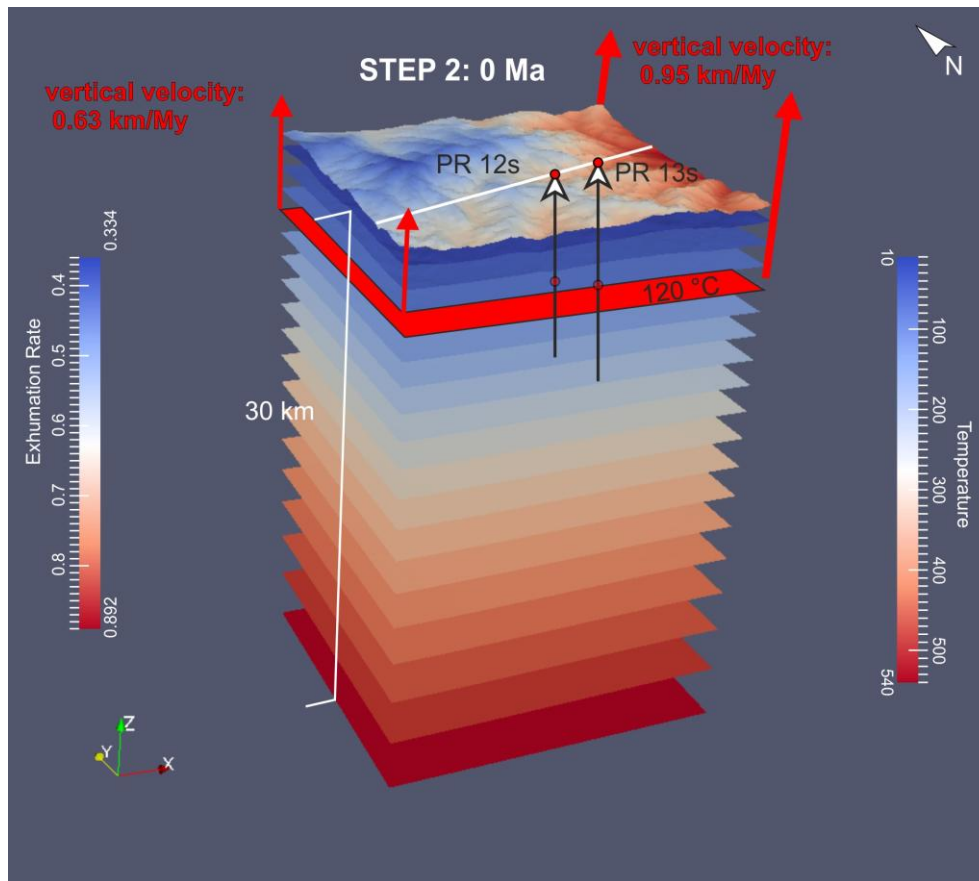 vertical velocity:
0.95 km/My
N
STEP 2: 0 Ma
vertical velocity:
0.63 km/My
PR 12s
PR 13s
120 °C
30 km
Exhumation Rate
0.334
0.4
0.5
0.6
0.7
0.8
0.892
Temperature
10
100
200
300
400
500
540
Z
Y
X